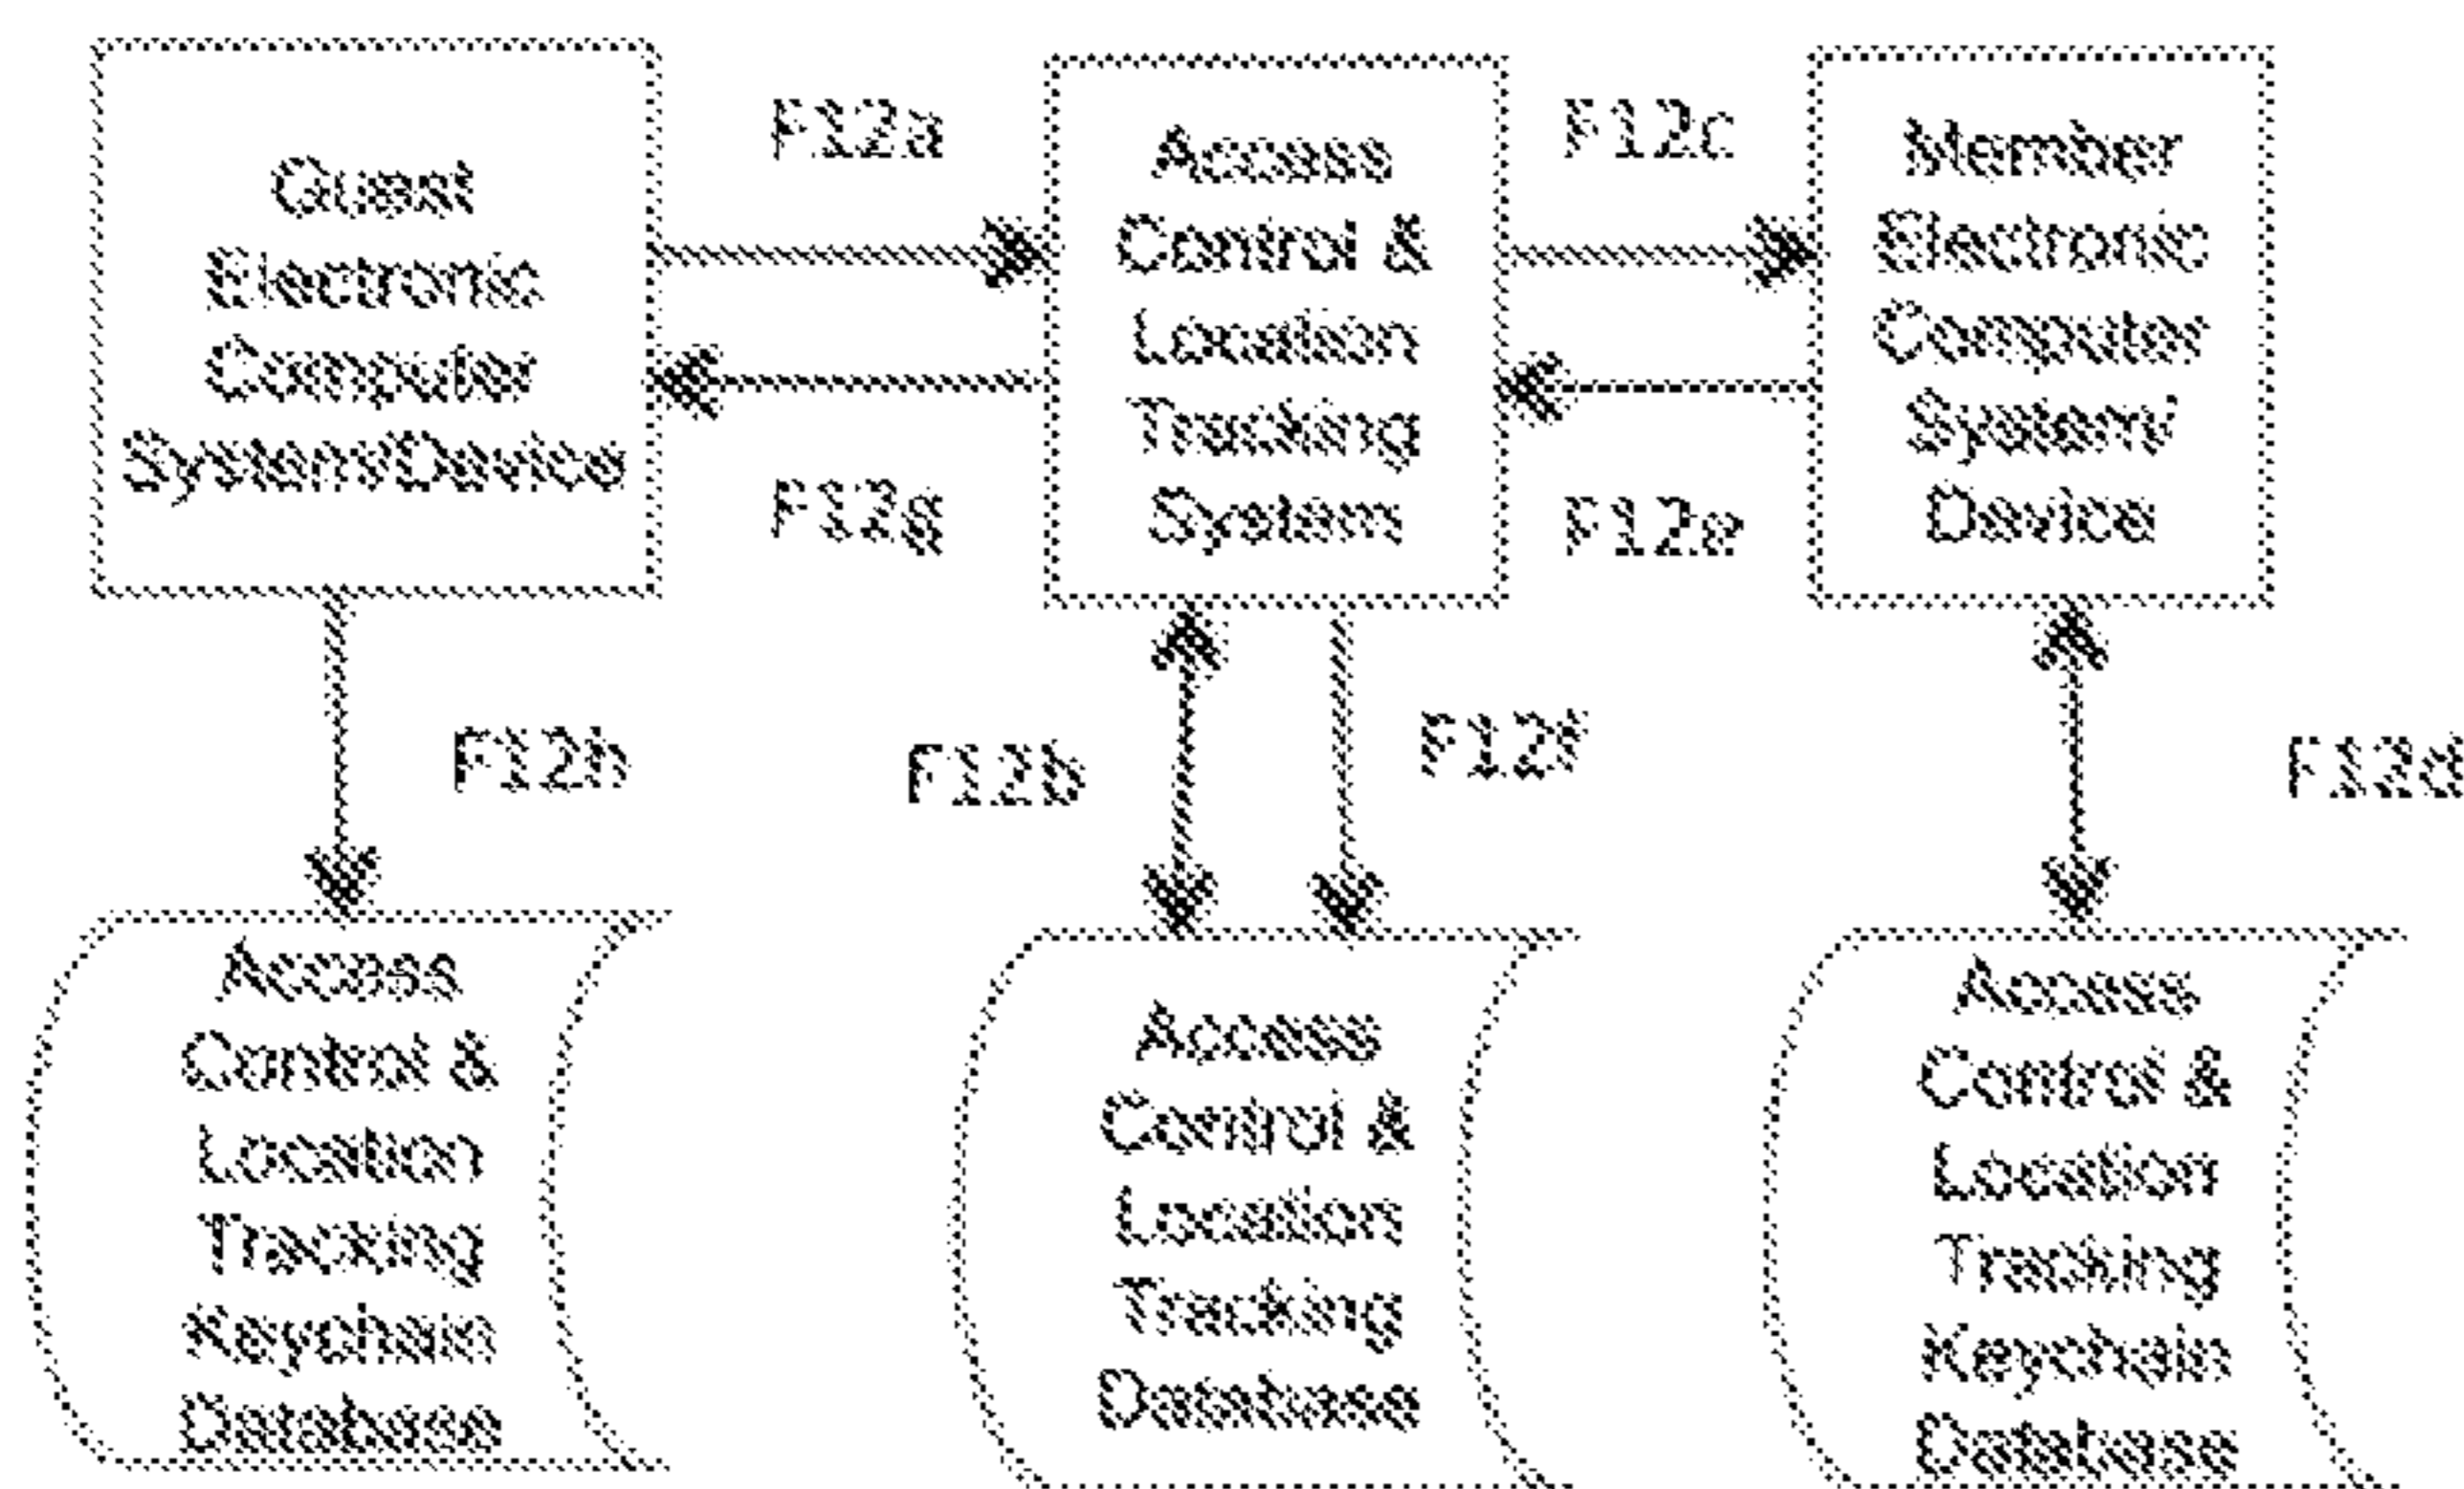 Guest
Electronic
Computer
System/Device
F12a
F12g
Access
Control &
Location
Tracking
System
F12c
F12e
Member
Electronic
Computer
System/
Device
F12h
F12b
F12f
F12d
Access
Control &
Location
Tracking
Keychain
Database
Access
Control &
Location
Tracking
Database
Access
Control &
Location
Tracking
Keychain
Database